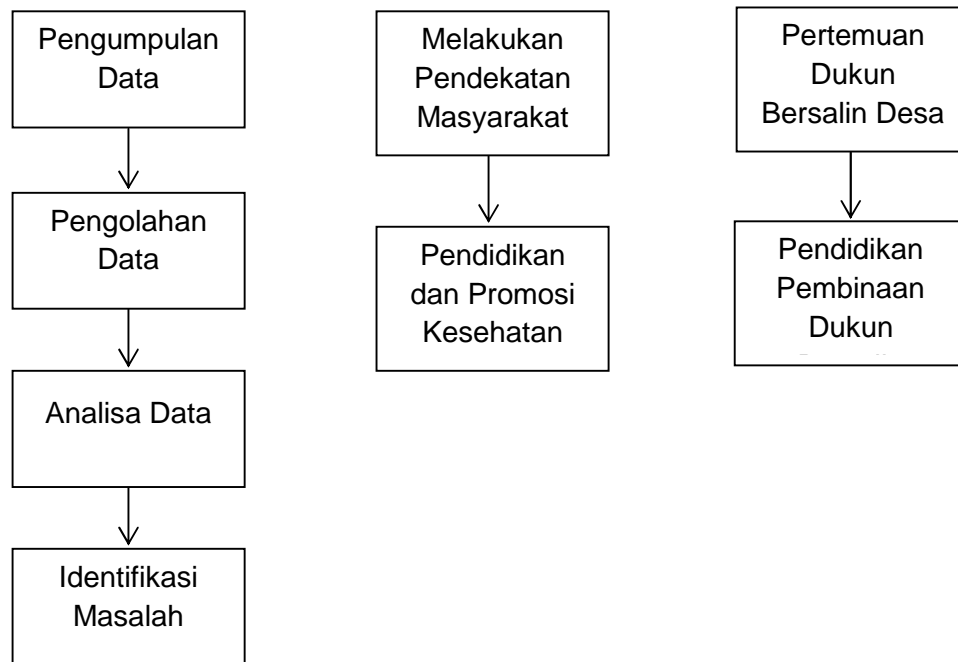 Pengumpulan
Data
Pengolahan
Data
Analisa Data
Identifikasi
Masalah
Melakukan
Pendekatan
Masyarakat
Pendidikan
dan Promosi
Kesehatan
Pertemuan
Dukun
Bersalin Desa
Pendidikan
Pembinaan
Dukun